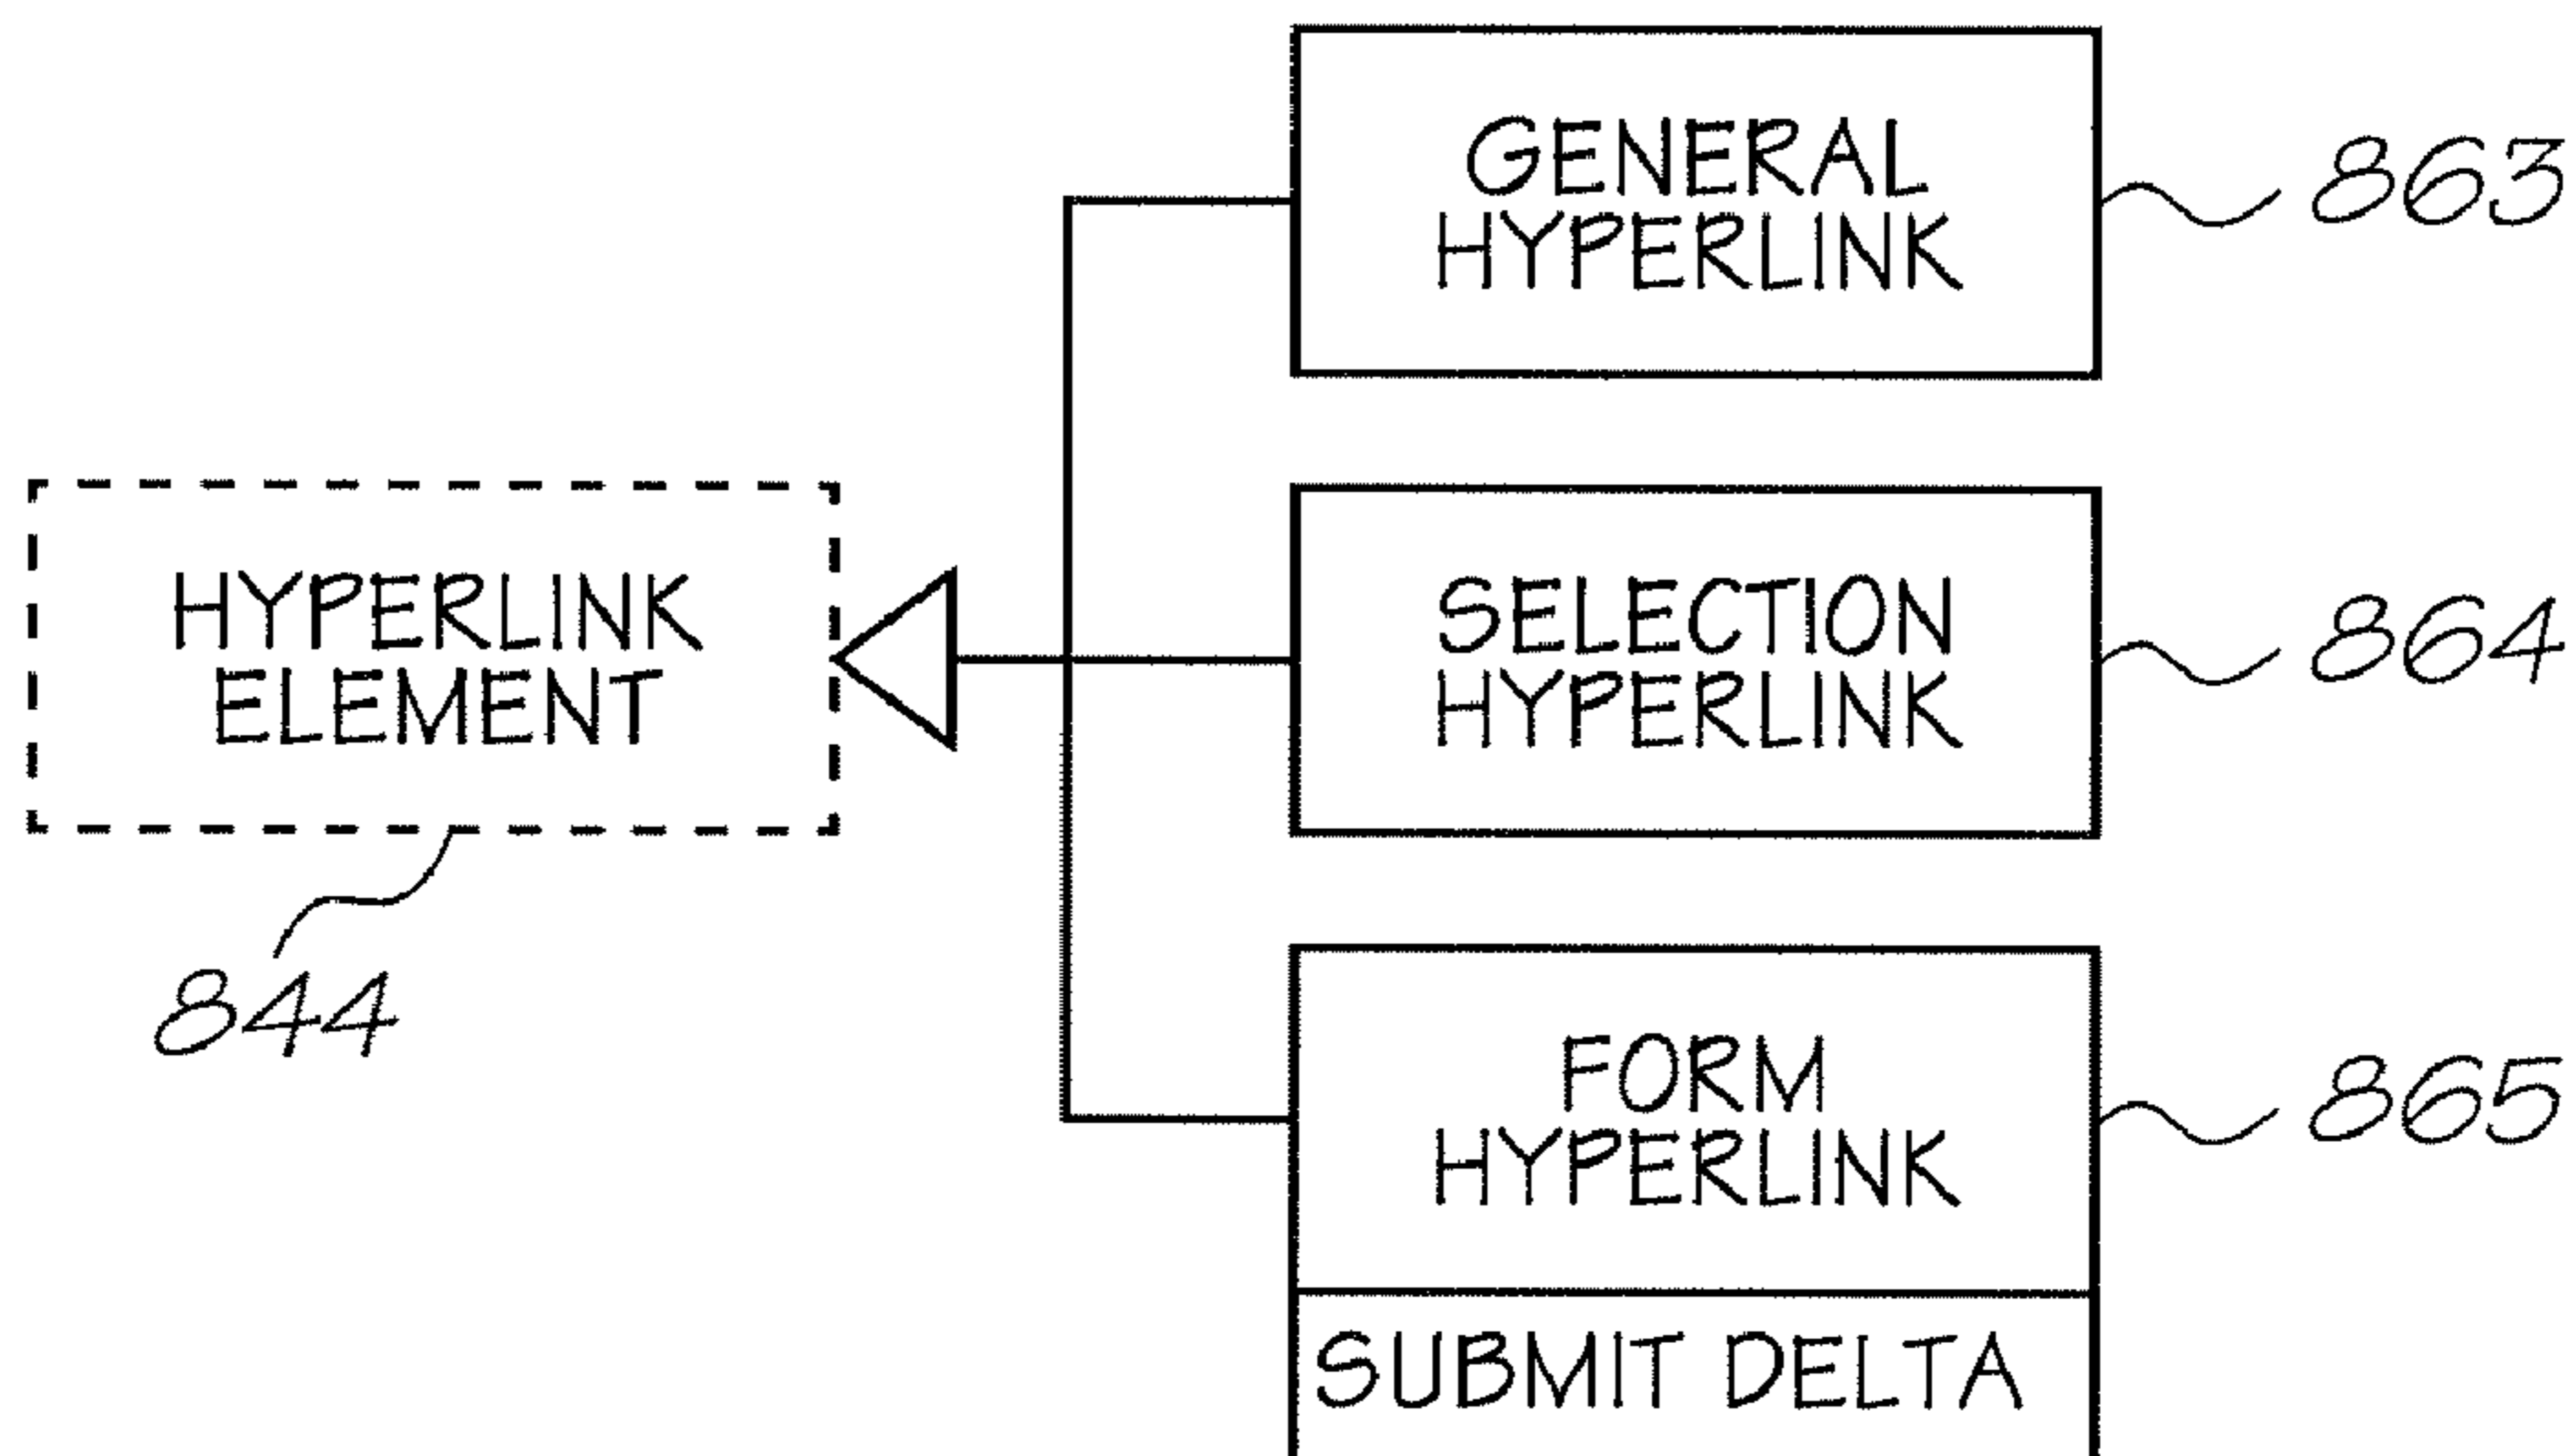 GENERAL
HYPERLINK
863
HYPERLINK
ELEMENT
844
SELECTION
HYPERLINK
864
FORM
HYPERLINK
865
SUBMIT DELTA